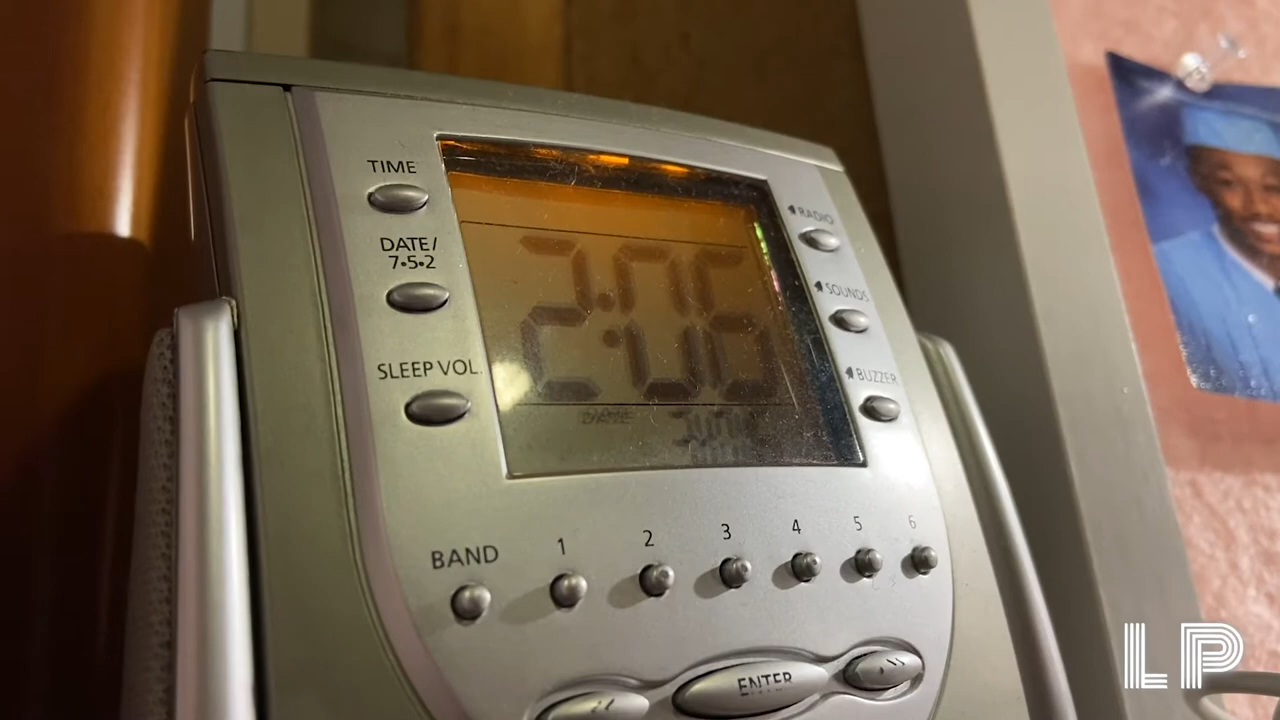 TIME
RADIO
DATE/
7•5•2
2:06
SOUNDS
SLEEP VOL.
BUZZER
DATE
BAND 1 2 3 4 5 6
ENTER
LP